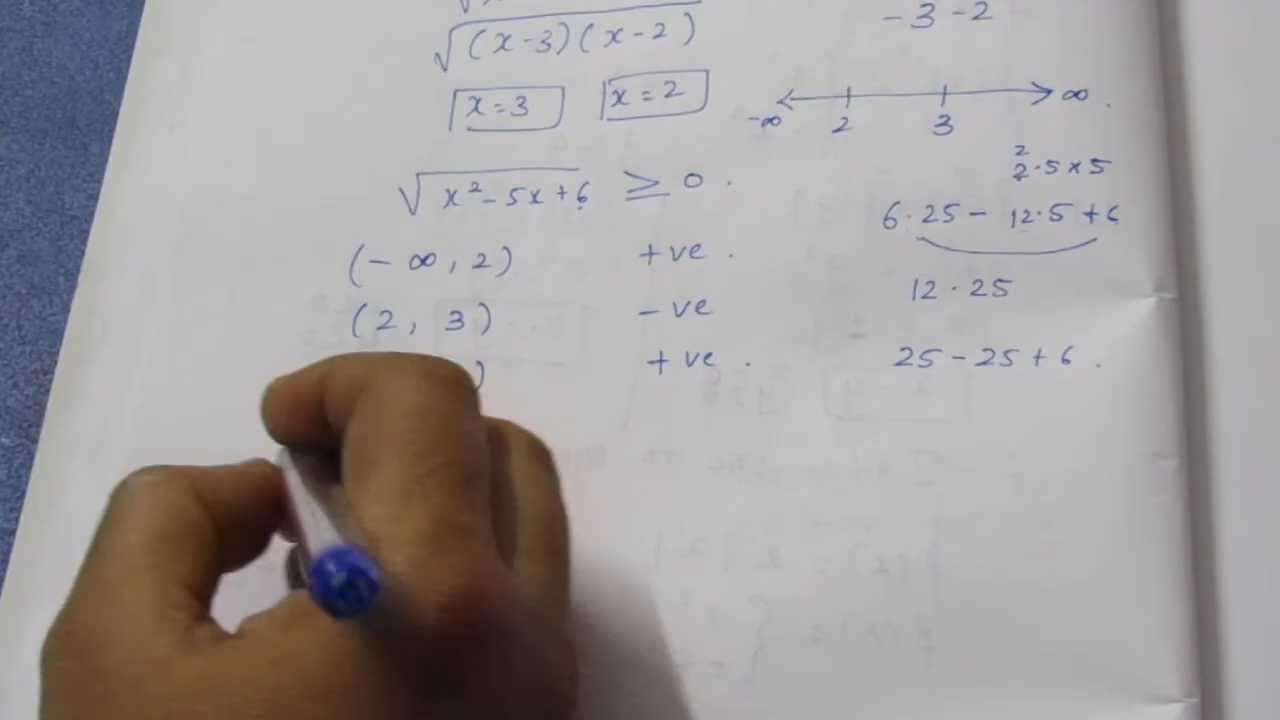 √(x-3)(x-2)
-3 -2
x=3 x=2
-∞ 2 3 ∞ .
√x²-5x+6 ≥ 0 .
2
2.5×5
6.25- 12.5+6
(-∞, 2) +ve .
12.25
(2, 3) -ve
) +ve .
25-25+6 .